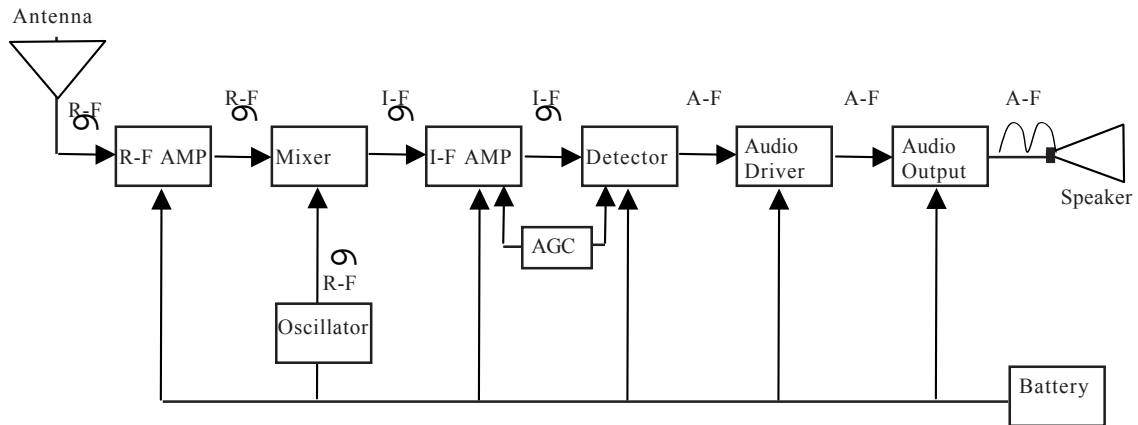 Antenna
R-F
R-F
I-F
I-F
A-F
A-F
A-F
R-F AMP
Mixer
I-F AMP
Detector
Audio
Driver
Audio
Output
Speaker
AGC
R-F
Oscillator
Battery